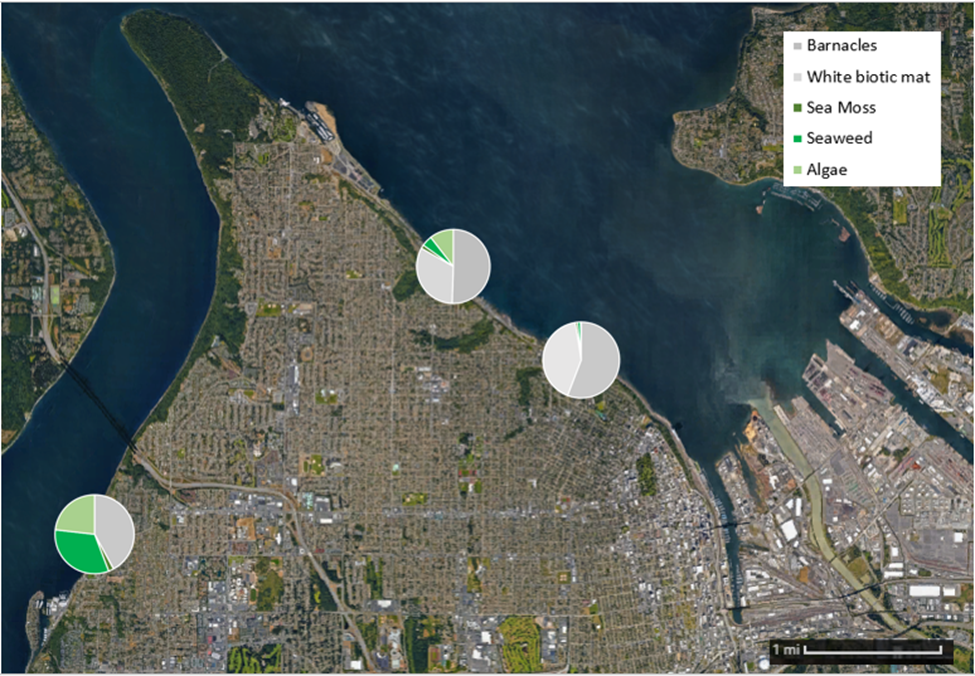 Barnacles
White biotic mat
Sea Moss
Seaweed
Algae
1 mi